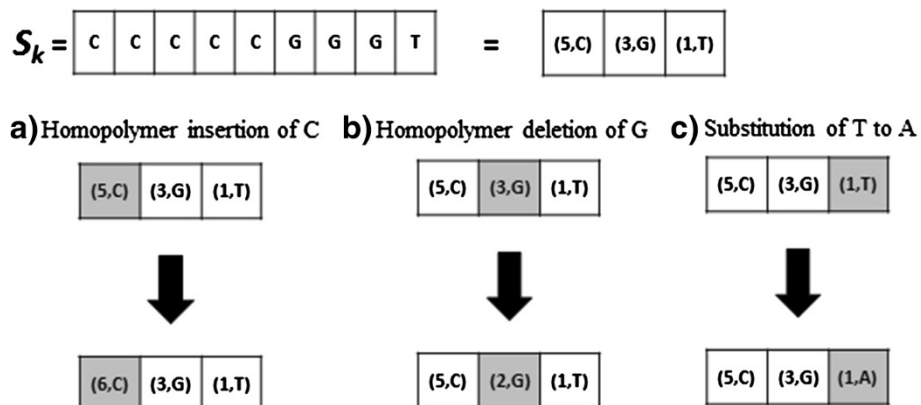 Sk = C C C C C G G G T = (5,C) (3,G) (1,T)
a) Homopolymer insertion of C b) Homopolymer deletion of G c) Substitution of T to A
(5,C) (3,G) (1,T) (5,C) (3,G) (1,T) (5,C) (3,G) (1,T)
(6,C) (3,G) (1,T) (5,C) (2,G) (1,T) (5,C) (3,G) (1,A)